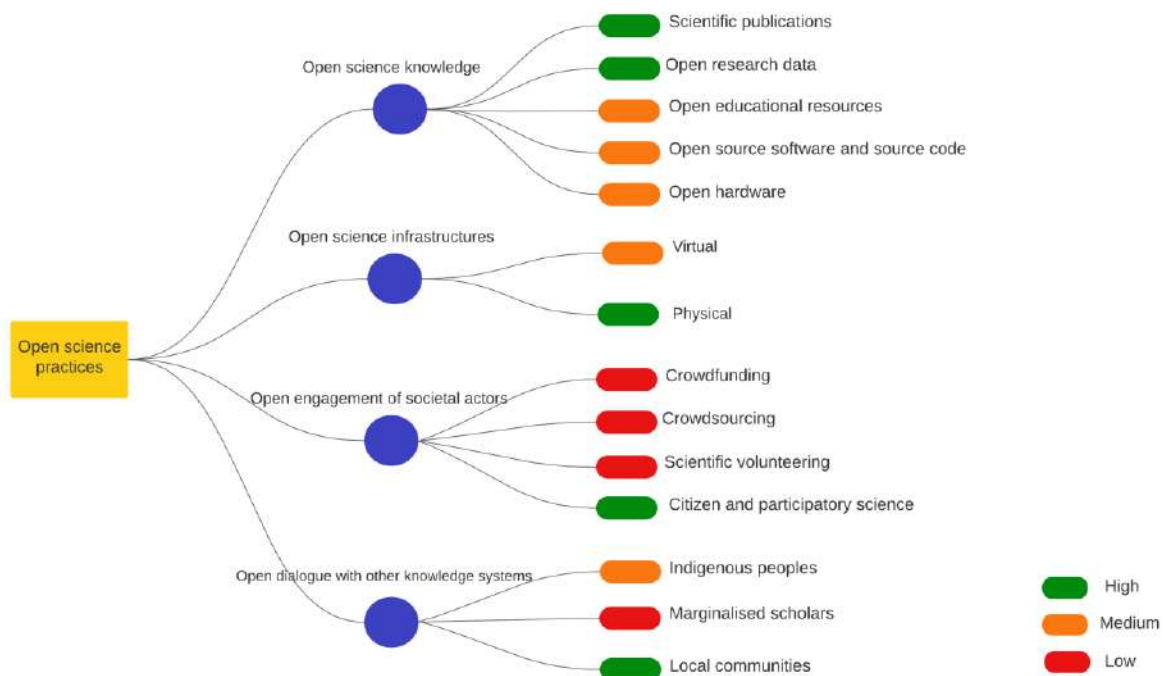 Open science
practices
Open science knowledge
Scientific publications
Open research data
Open educational resources
Open source software and source code
Open hardware
Open science infrastructures
Virtual
Physical
Open engagement of societal actors
Crowdfunding
Crowdsourcing
Scientific volunteering
Citizen and participatory science
Open dialogue with other knowledge systems
Indigenous peoples
Marginalised scholars
Local communities
High
Medium
Low